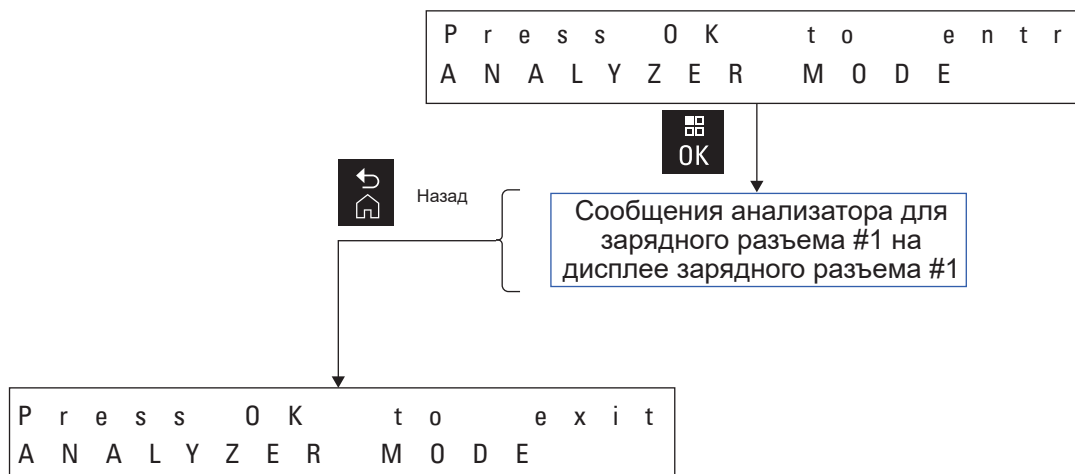 Press OK to entr
ANALYZER MODE
OK
Назад
Сообщения анализатора для
зарядного разъема #1 на
дисплее зарядного разъема #1
Press OK to exit
ANALYZER MODE